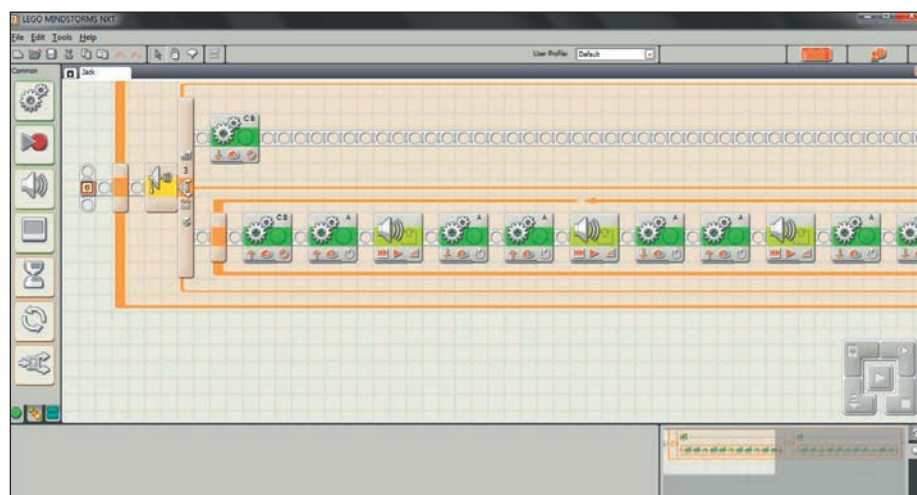 LEGO MINDSTORMS NXT
File Edit Tools Help
User Profile: Default
Common
Jack
C B
3
C B A A A A A A